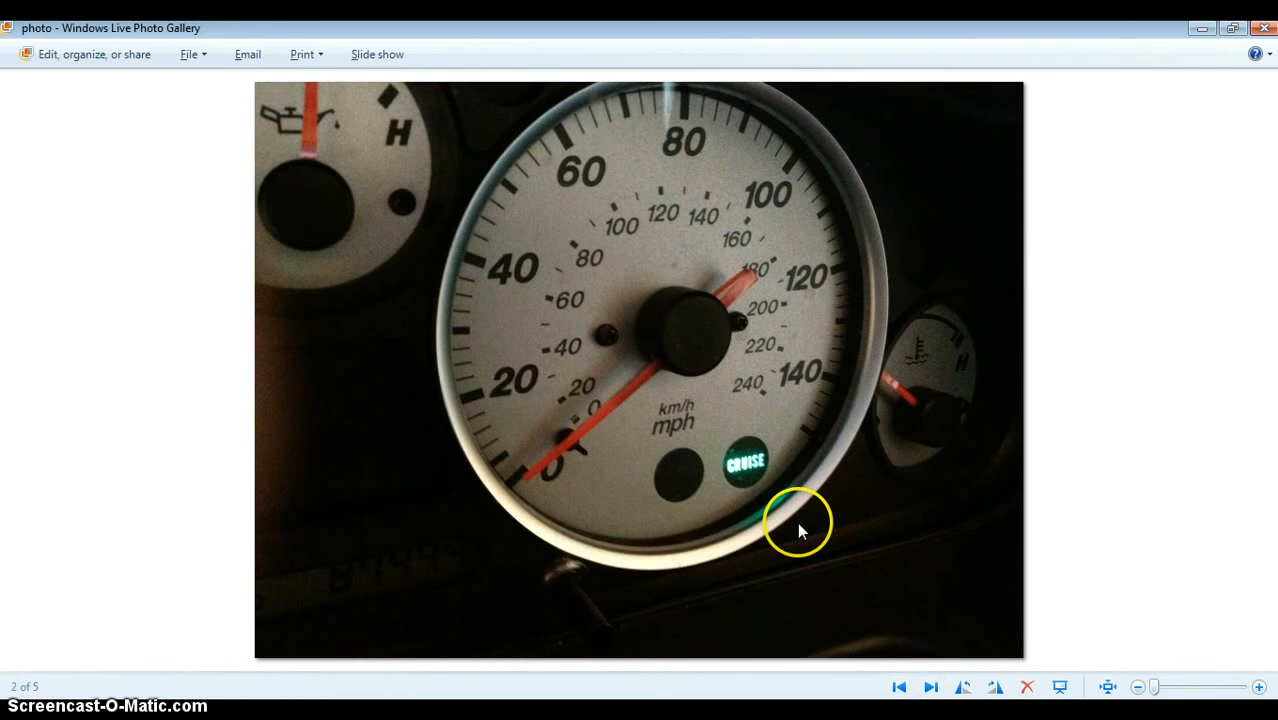 photo - Windows Live Photo Gallery
Edit, organize, or share File Email Print Slide show
H
80
60
100
120
140
100
160
80
180
120
40
60
200
40
220
20
20
240
140
0
km/h
mph
0
CRUISE
H
2 of 5
Screencast-O-Matic.com